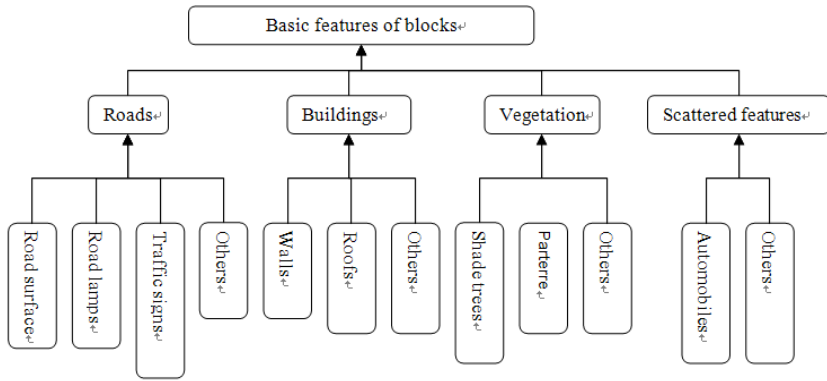 Basic features of blocks
Roads
Buildings
Vegetation
Scattered features
Road surface
Road lamps
Traffic signs
Others
Walls
Roofs
Others
Shade trees
Parterre
Others
Automobiles
Others